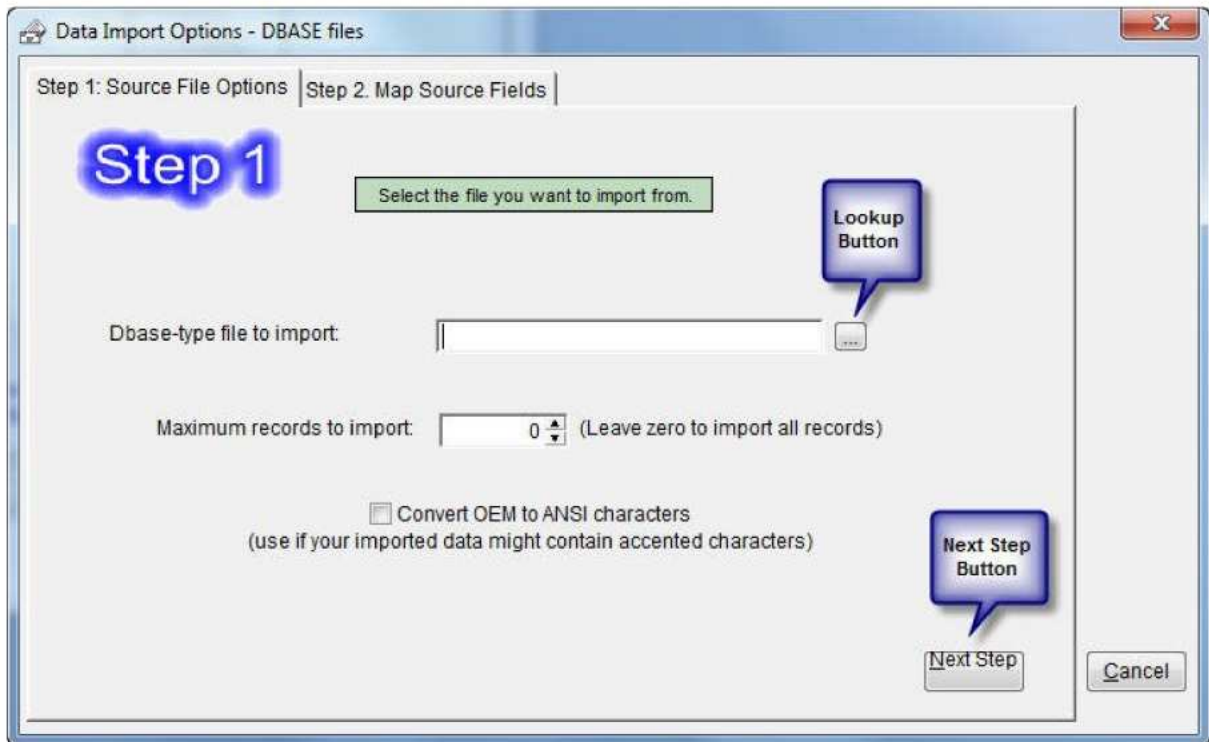 Data Import Options - DBASE files
Step 1: Source File Options
Step 2. Map Source Fields
Step 1
Select the file you want to import from.
Lookup
Button
Dbase-type file to import:
...
Maximum records to import:
0
(Leave zero to import all records)
Convert OEM to ANSI characters
(use if your imported data might contain accented characters)
Next Step
Button
Next Step
Cancel